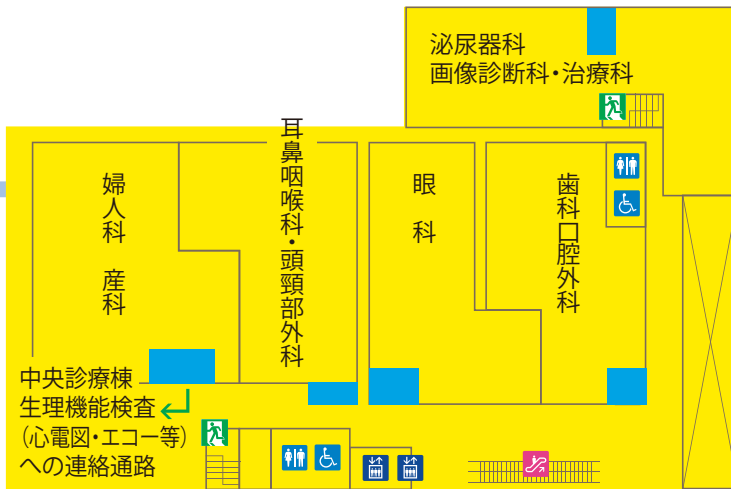 泌尿器科
画像診断科・治療科
婦人科 産科
耳鼻咽喉科・頭頸部外科
眼科
歯科口腔外科
中央診療棟
生理機能検査
(心電図・エコー等)
への連絡通路